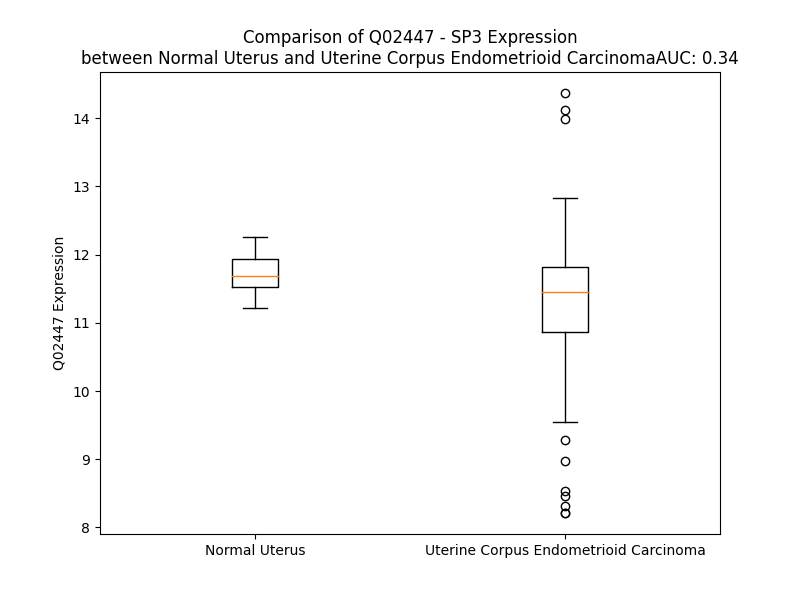 Comparison of Q02447 - SP3 Expression
between Normal Uterus and Uterine Corpus Endometrioid CarcinomaAUC: 0.34
14
13
12
11
10
9
8
Q02447 Expression
Normal Uterus
Uterine Corpus Endometrioid Carcinoma